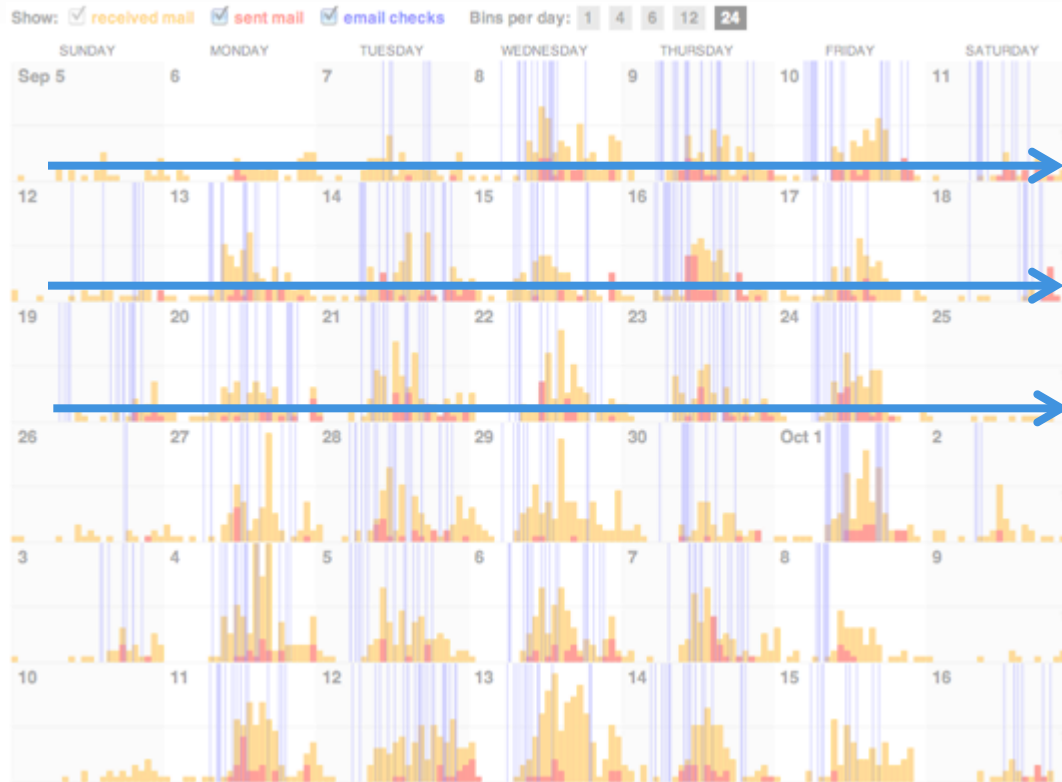 Show: received mail sent mail email checks Bins per day: 1 4 6 12 24
SUNDAY MONDAY TUESDAY WEDNESDAY THURSDAY FRIDAY SATURDAY
Sep 5 6 7 8 9 10 11
12 13 14 15 16 17 18
19 20 21 22 23 24 25
26 27 28 29 30 Oct 1 2
3 4 5 6 7 8 9
10 11 12 13 14 15 16